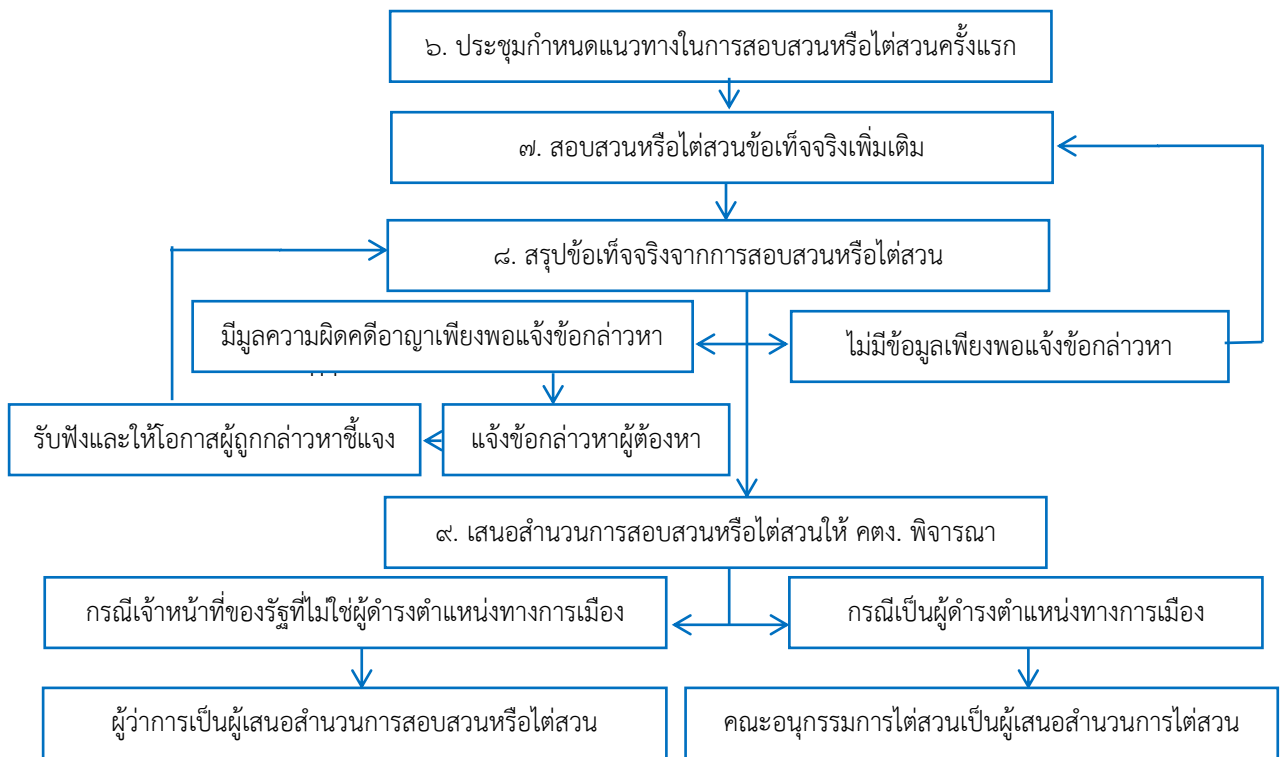 ๖. ประชุมกำหนดแนวทางในการสอบสวนหรือไต่สวนครั้งแรก
๗. สอบสวนหรือไต่สวนข้อเท็จจริงเพิ่มเติม
๘. สรุปข้อเท็จจริงจากการสอบสวนหรือไต่สวน
มีมูลความผิดคดีอาญาเพียงพอแจ้งข้อกล่าวหา
ไม่มีข้อมูลเพียงพอแจ้งข้อกล่าวหา
รับฟังและให้โอกาสผู้ถูกกล่าวหาชี้แจง
แจ้งข้อกล่าวหาผู้ต้องหา
๙. เสนอสำนวนการสอบสวนหรือไต่สวนให้ คตง. พิจารณา
กรณีเจ้าหน้าที่ของรัฐที่ไม่ใช่ผู้ดำรงตำแหน่งทางการเมือง
กรณีเป็นผู้ดำรงตำแหน่งทางการเมือง
ผู้ว่าการเป็นผู้เสนอสำนวนการสอบสวนหรือไต่สวน
คณะอนุกรรมการไต่สวนเป็นผู้เสนอสำนวนการไต่สวน